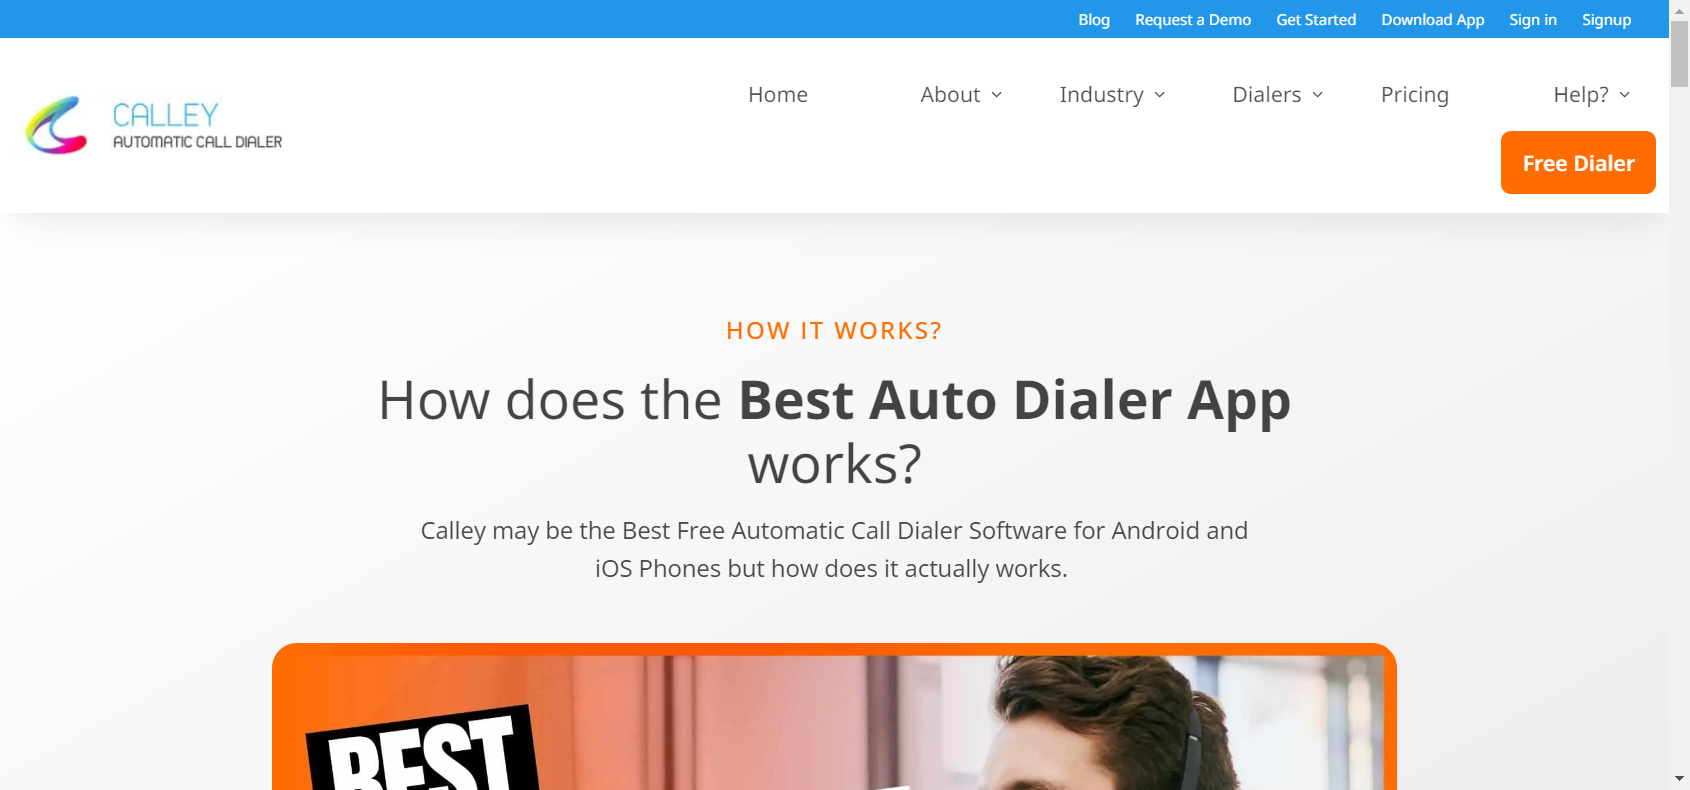 Blog Request a Demo Get Started Download App Sign in Signup
CALLEY
AUTOMATIC CALL DIALER
Home About Industry Dialers Pricing Help?
Free Dialer
HOW IT WORKS?
How does the Best Auto Dialer App
works?
Calley may be the Best Free Automatic Call Dialer Software for Android and
iOS Phones but how does it actually works.
BEST